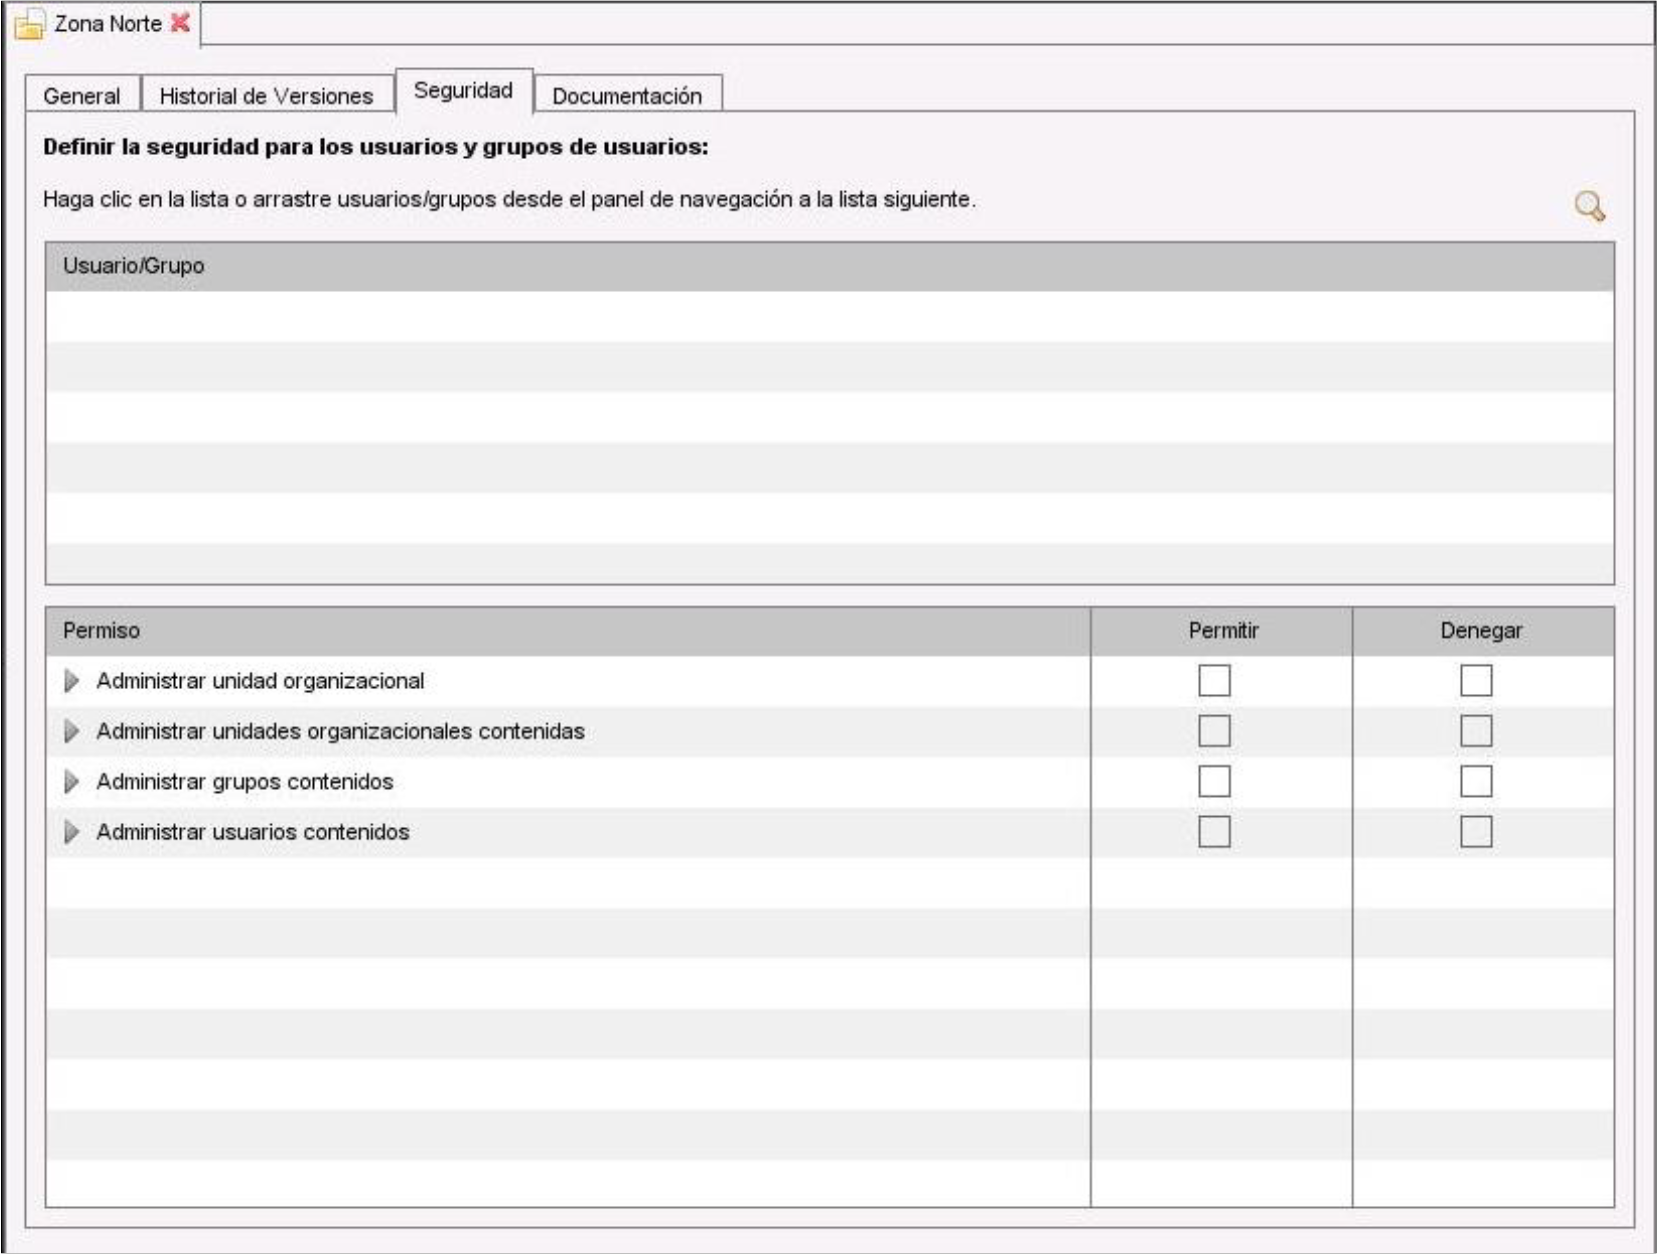 Zona Norte
General Historial de Versiones Seguridad Documentación
Definir la seguridad para los usuarios y grupos de usuarios:
Haga clic en la lista o arrastre usuarios/grupos desde el panel de navegación a la lista siguiente.
Usuario/Grupo
Permiso Permitir Denegar
Administrar unidad organizacional
Administrar unidades organizacionales contenidas
Administrar grupos contenidos
Administrar usuarios contenidos